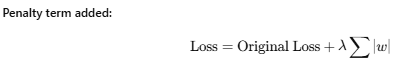 Penalty term added:
Loss = Original Loss + λ ∑ |w|